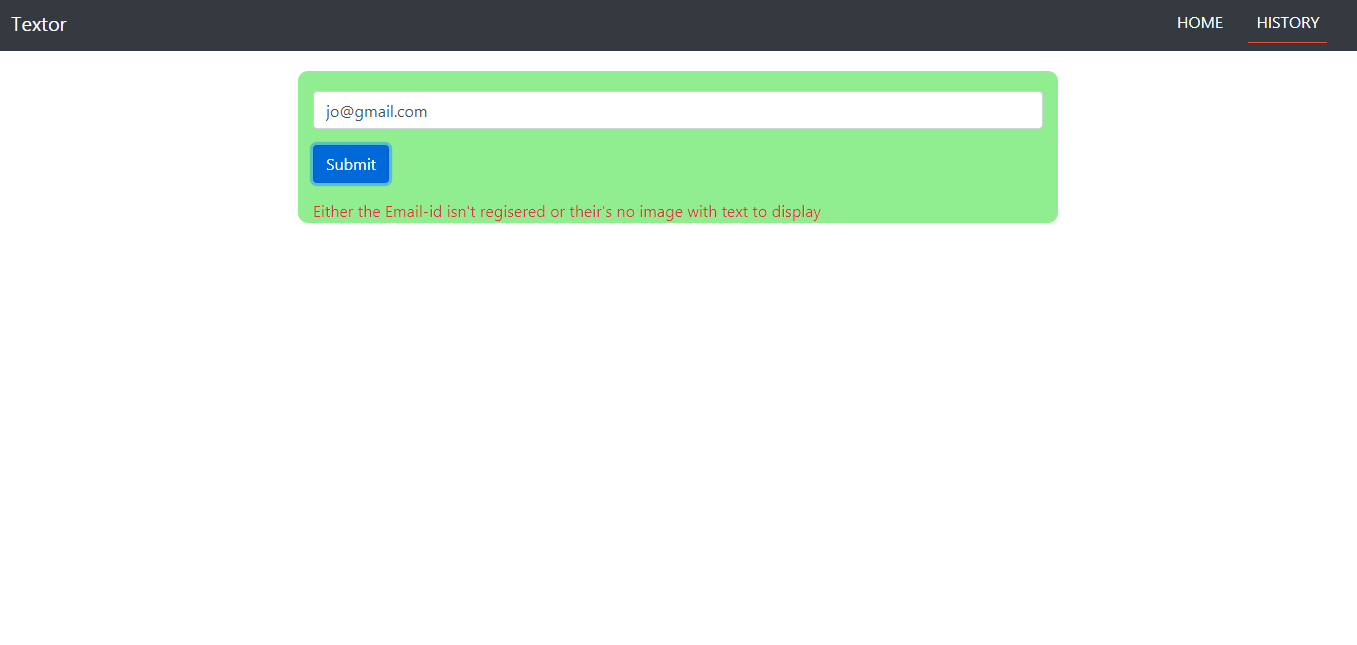 Textor
HOME
HISTORY
jo@gmail.com
Submit
Either the Email-id isn't regisered or their's no image with text to display